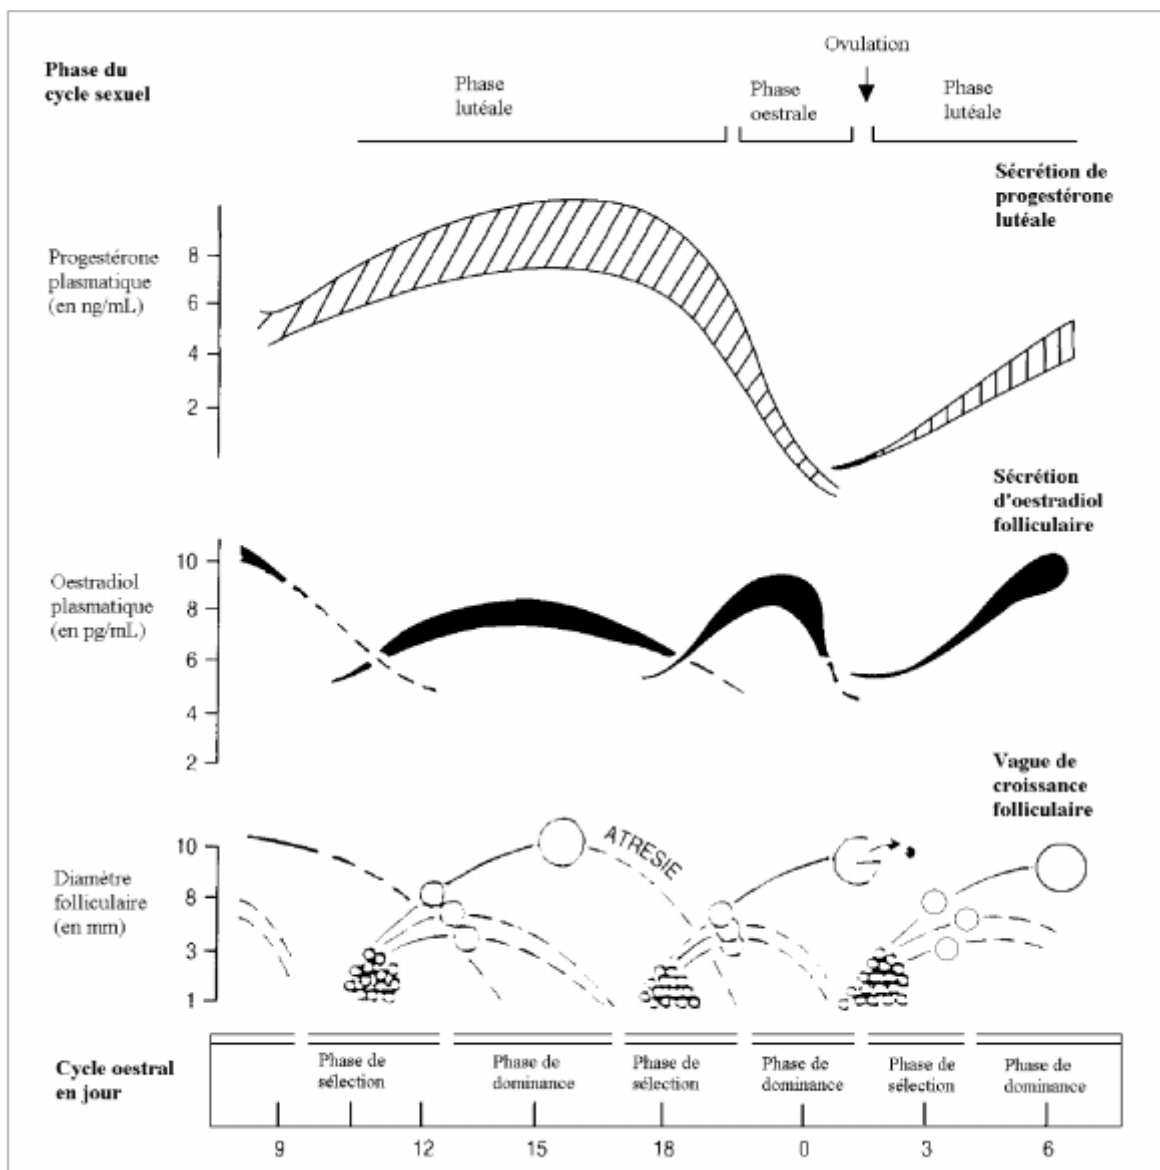 Ovulation
Phase du
cycle sexuel
Phase
lutéale
Phase
oestrale
Phase
lutéale
Sécrétion de
progestérone
lutéale
Progestérone
plasmatique
(en ng/mL)
8
6
4
2
Sécrétion
d'oestradiol
folliculaire
Oestradiol
plasmatique
(en pg/mL)
10
8
6
4
2
Vague de
croissance
folliculaire
Diamètre
folliculaire
(en mm)
10
8
3
1
ATRESIE
Cycle oestral
en jour
Phase de
sélection
Phase de
dominance
Phase de
sélection
Phase de
dominance
Phase de
sélection
Phase de
dominance
9 12 15 18 0 3 6